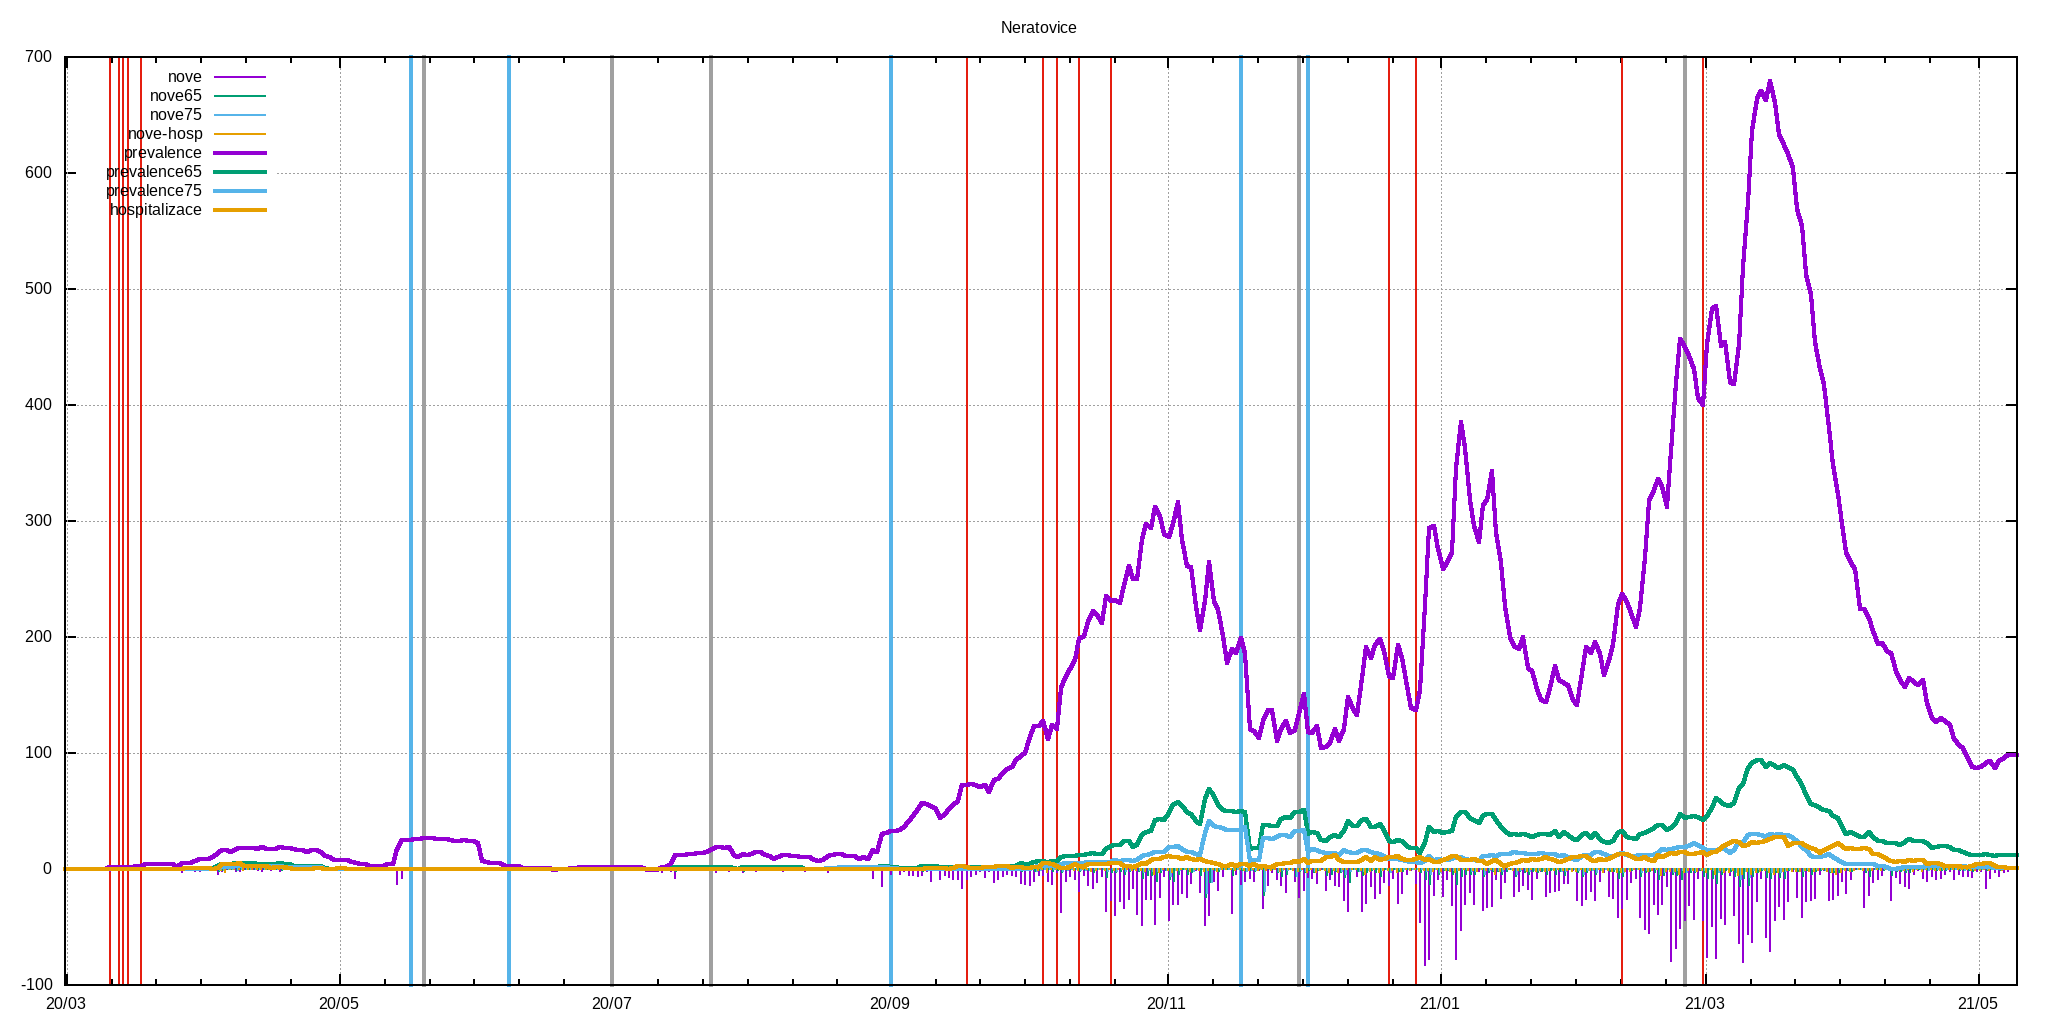 Neratovice
700
600
500
400
300
200
100
0
-100
nove
nove65
nove75
nove-hosp
prevalence
prevalence65
prevalence75
hospitalizace
20/03 20/05 20/07 20/09 20/11 21/01 21/03 21/05